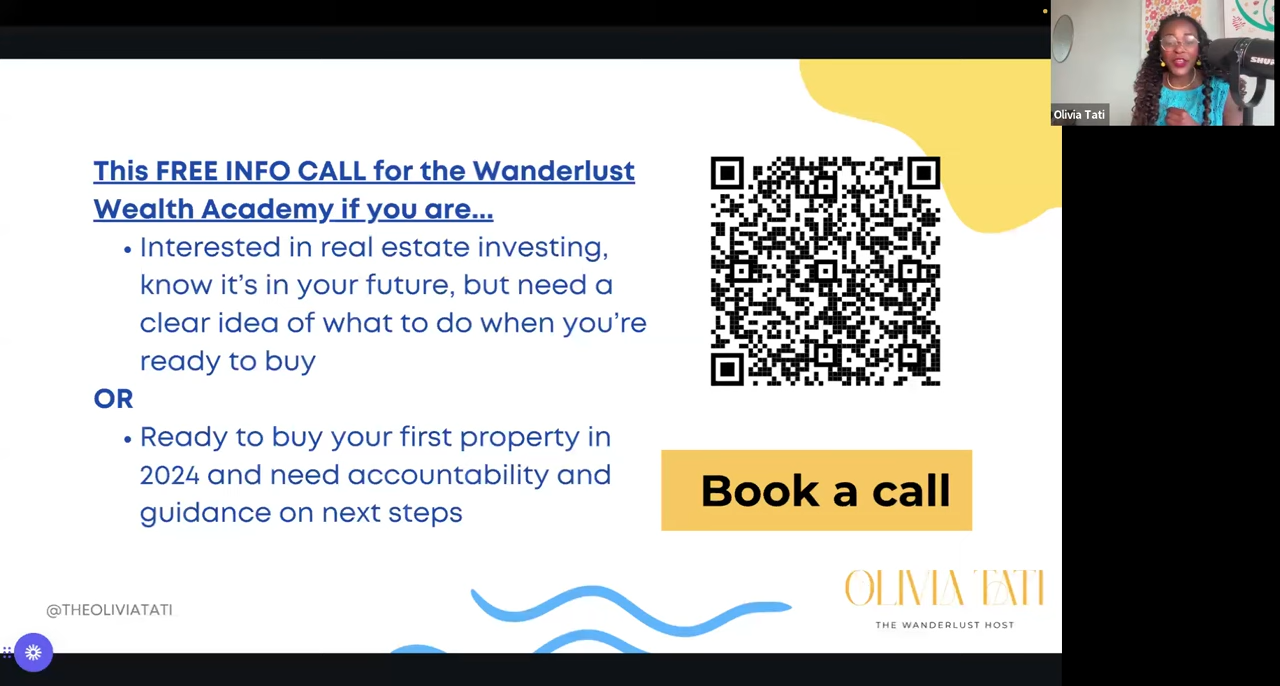 Olivia Tati
SHURE
This FREE INFO CALL for the Wanderlust
Wealth Academy if you are...
• Interested in real estate investing,
know it's in your future, but need a
clear idea of what to do when you're
ready to buy
OR
• Ready to buy your first property in
2024 and need accountability and
guidance on next steps
Book a call
@THEOLIVIATATI
OLIVIA TATI
THE WANDERLUST HOST